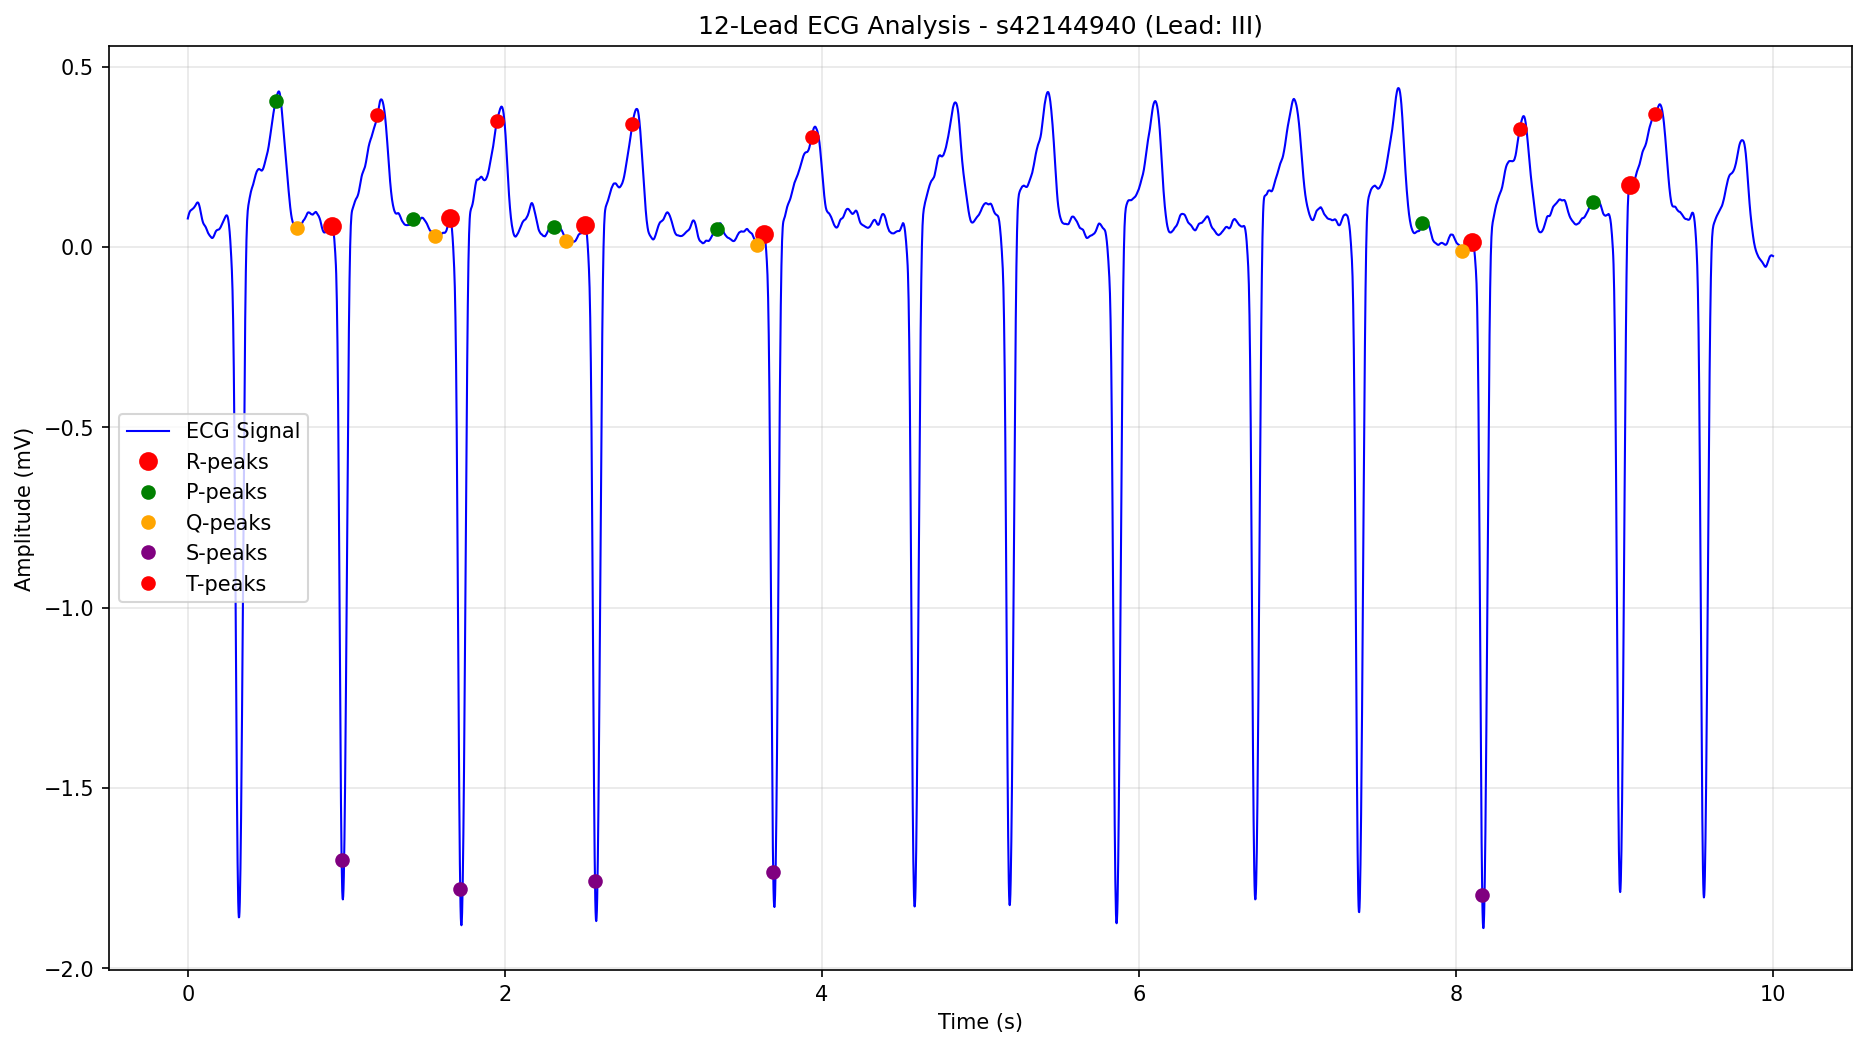 12-Lead ECG Analysis - s42144940 (Lead: III)
Amplitude (mV)
0.5
0.0
−0.5
−1.0
−1.5
−2.0
ECG Signal
R-peaks
P-peaks
Q-peaks
S-peaks
T-peaks
0 2 4 6 8 10
Time (s)